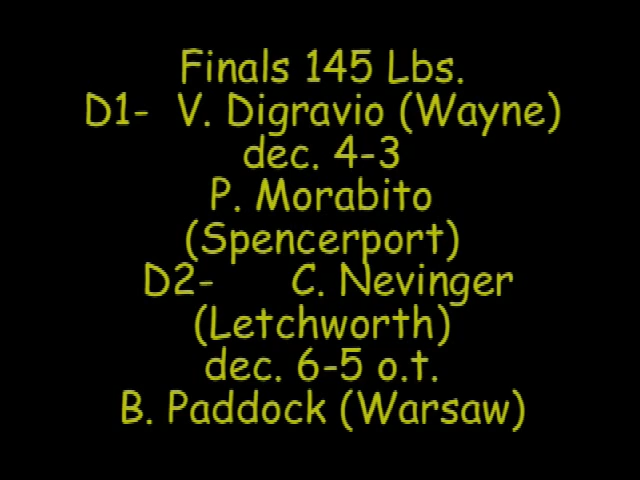 Finals 145 Lbs.
D1- V. Digravio (Wayne)
dec. 4-3
P. Morabito
(Spencerport)
D2- C. Nevinger
(Letchworth)
dec. 6-5 o.t.
B. Paddock (Warsaw)